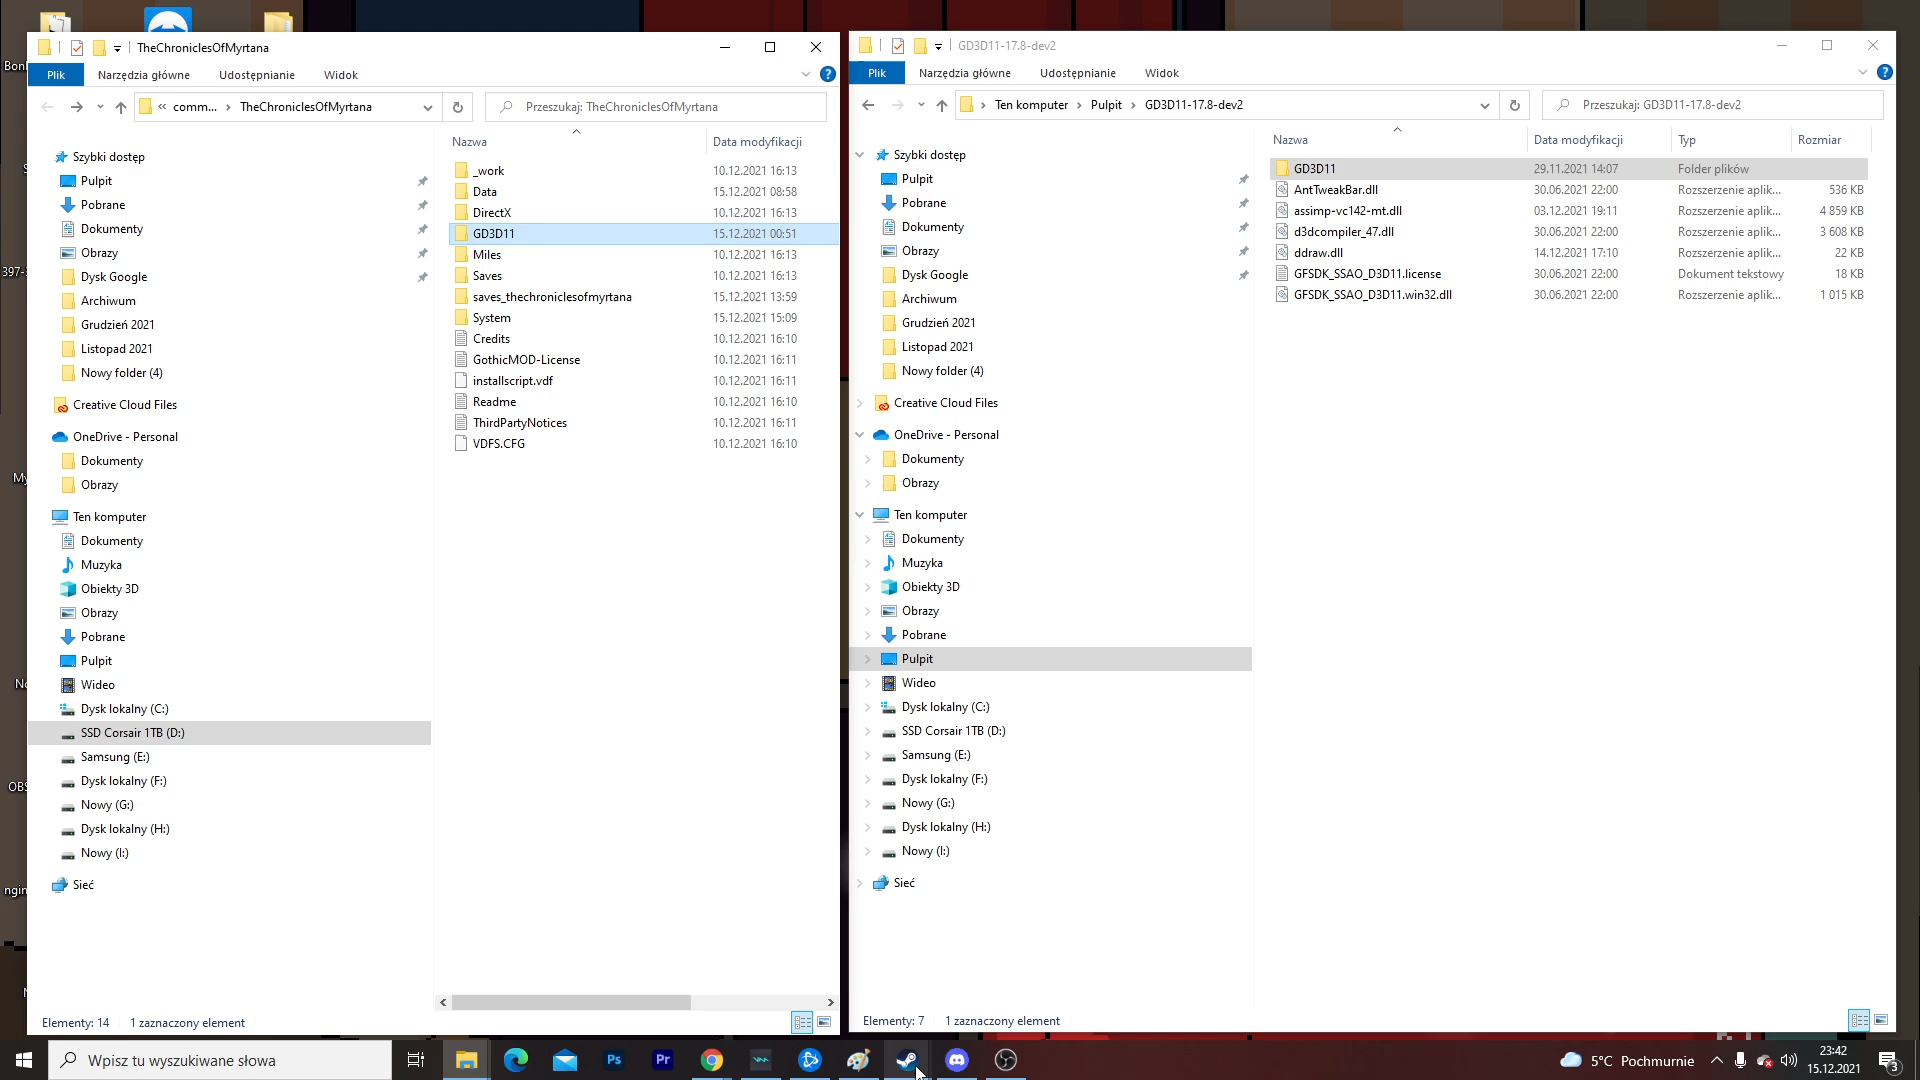 TheChroniclesOfMyrtana
Plik Narzędzia główne Udostępnianie Widok
« comm... › TheChroniclesOfMyrtana
Przeszukaj: TheChroniclesOfMyrtana
Szybki dostęp
Pulpit
Pobrane
Dokumenty
Obrazy
Dysk Google
Archiwum
Grudzień 2021
Listopad 2021
Nowy folder (4)
Creative Cloud Files
OneDrive - Personal
Dokumenty
Obrazy
Ten komputer
Dokumenty
Muzyka
Obiekty 3D
Obrazy
Pobrane
Pulpit
Wideo
Dysk lokalny (C:)
SSD Corsair 1TB (D:)
Samsung (E:)
Dysk lokalny (F:)
Nowy (G:)
Dysk lokalny (H:)
Nowy (I:)
Sieć
Nazwa Data modyfikacji
_work 10.12.2021 16:13
Data 15.12.2021 08:58
DirectX 10.12.2021 16:13
GD3D11 15.12.2021 00:51
Miles 10.12.2021 16:13
Saves 10.12.2021 16:13
saves_thechroniclesofmyrtana 15.12.2021 13:59
System 15.12.2021 15:09
Credits 10.12.2021 16:10
GothicMOD-License 10.12.2021 16:11
installscript.vdf 10.12.2021 16:11
Readme 10.12.2021 16:10
ThirdPartyNotices 10.12.2021 16:11
VDFS.CFG 10.12.2021 16:10
Elementy: 14 1 zaznaczony element
GD3D11-17.8-dev2
Plik Narzędzia główne Udostępnianie Widok
› Ten komputer › Pulpit › GD3D11-17.8-dev2
Przeszukaj: GD3D11-17.8-dev2
Szybki dostęp
Pulpit
Pobrane
Dokumenty
Obrazy
Dysk Google
Archiwum
Grudzień 2021
Listopad 2021
Nowy folder (4)
Creative Cloud Files
OneDrive - Personal
Dokumenty
Obrazy
Ten komputer
Dokumenty
Muzyka
Obiekty 3D
Obrazy
Pobrane
Pulpit
Wideo
Dysk lokalny (C:)
SSD Corsair 1TB (D:)
Samsung (E:)
Dysk lokalny (F:)
Nowy (G:)
Dysk lokalny (H:)
Nowy (I:)
Sieć
Nazwa Data modyfikacji Typ Rozmiar
GD3D11 29.11.2021 14:07 Folder plików
AntTweakBar.dll 30.06.2021 22:00 Rozszerzenie aplik... 536 KB
assimp-vc142-mt.dll 03.12.2021 19:11 Rozszerzenie aplik... 4 859 KB
d3dcompiler_47.dll 30.06.2021 22:00 Rozszerzenie aplik... 3 608 KB
ddraw.dll 14.12.2021 17:10 Rozszerzenie aplik... 22 KB
GFSDK_SSAO_D3D11.license 30.06.2021 22:00 Dokument tekstowy 18 KB
GFSDK_SSAO_D3D11.win32.dll 30.06.2021 22:00 Rozszerzenie aplik... 1 015 KB
Elementy: 7 1 zaznaczony element
Wpisz tu wyszukiwane słowa
Ps
Pr
5°C Pochmurnie
23:42
15.12.2021
3